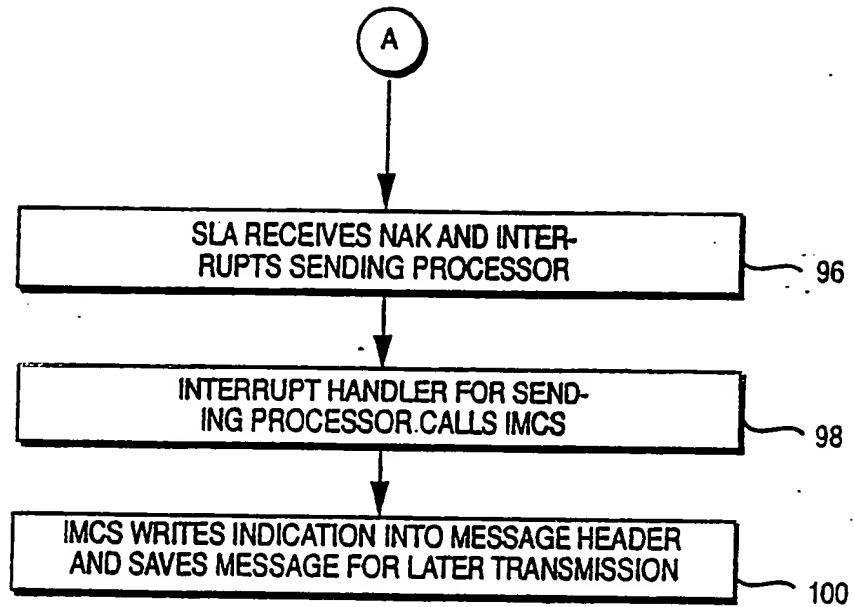 A
SLA RECEIVES NAK AND INTER-
RUPTS SENDING PROCESSOR
96
INTERRUPT HANDLER FOR SEND-
ING PROCESSOR.CALLS IMCS
98
IMCS WRITES INDICATION INTO MESSAGE HEADER
AND SAVES MESSAGE FOR LATER TRANSMISSION
100